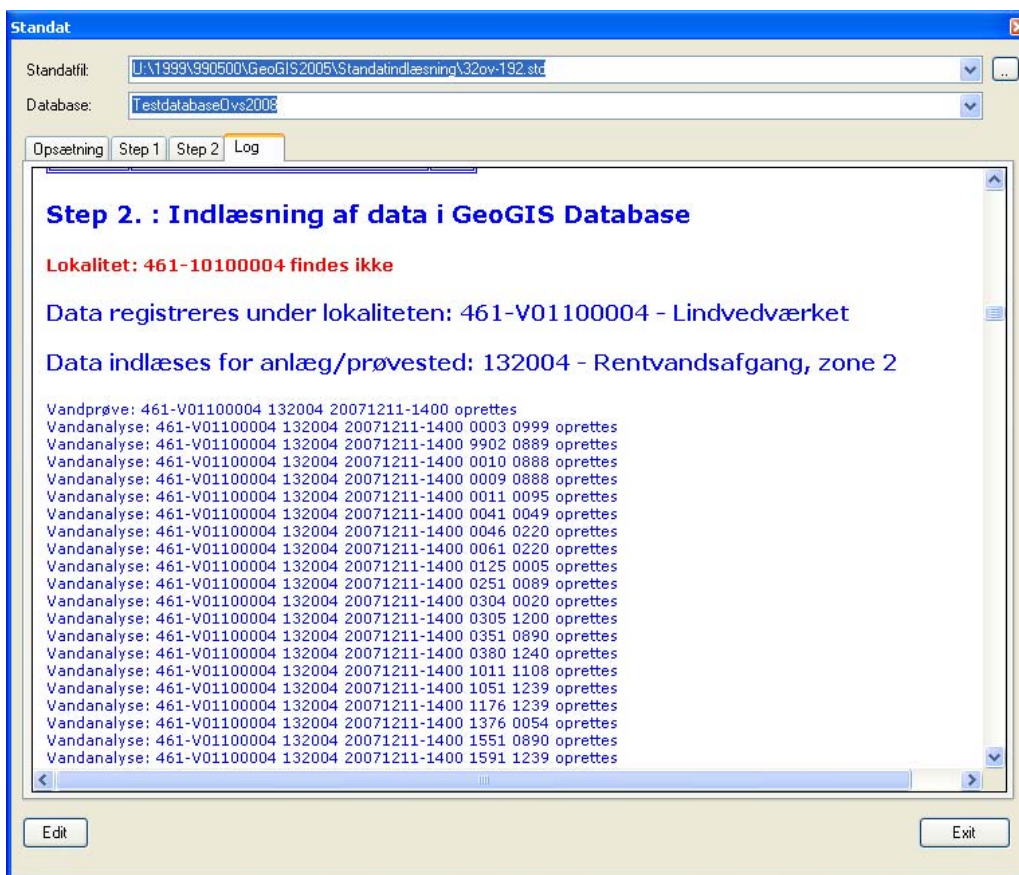 Standat
Standatfil: U:\1999\990500\GeoGIS2005\Standatindlæsning\32ov-192.std
..
Database: TestdatabaseOvs2008
Opsætning Step 1 Step 2 Log
Step 2. : Indlæsning af data i GeoGIS Database
Lokalitet: 461-10100004 findes ikke
Data registreres under lokaliteten: 461-V01100004 - Lindvedværket
Data indlæses for anlæg/prøvested: 132004 - Rentvandsafgang, zone 2
Vandprøve: 461-V01100004 132004 20071211-1400 oprettes
Vandanalyse: 461-V01100004 132004 20071211-1400 0003 0999 oprettes
Vandanalyse: 461-V01100004 132004 20071211-1400 9902 0889 oprettes
Vandanalyse: 461-V01100004 132004 20071211-1400 0010 0888 oprettes
Vandanalyse: 461-V01100004 132004 20071211-1400 0009 0888 oprettes
Vandanalyse: 461-V01100004 132004 20071211-1400 0011 0095 oprettes
Vandanalyse: 461-V01100004 132004 20071211-1400 0041 0049 oprettes
Vandanalyse: 461-V01100004 132004 20071211-1400 0046 0220 oprettes
Vandanalyse: 461-V01100004 132004 20071211-1400 0061 0220 oprettes
Vandanalyse: 461-V01100004 132004 20071211-1400 0125 0005 oprettes
Vandanalyse: 461-V01100004 132004 20071211-1400 0251 0089 oprettes
Vandanalyse: 461-V01100004 132004 20071211-1400 0304 0020 oprettes
Vandanalyse: 461-V01100004 132004 20071211-1400 0305 1200 oprettes
Vandanalyse: 461-V01100004 132004 20071211-1400 0351 0890 oprettes
Vandanalyse: 461-V01100004 132004 20071211-1400 0380 1240 oprettes
Vandanalyse: 461-V01100004 132004 20071211-1400 1011 1108 oprettes
Vandanalyse: 461-V01100004 132004 20071211-1400 1051 1239 oprettes
Vandanalyse: 461-V01100004 132004 20071211-1400 1176 1239 oprettes
Vandanalyse: 461-V01100004 132004 20071211-1400 1376 0054 oprettes
Vandanalyse: 461-V01100004 132004 20071211-1400 1551 0890 oprettes
Vandanalyse: 461-V01100004 132004 20071211-1400 1591 1239 oprettes
Edit Exit